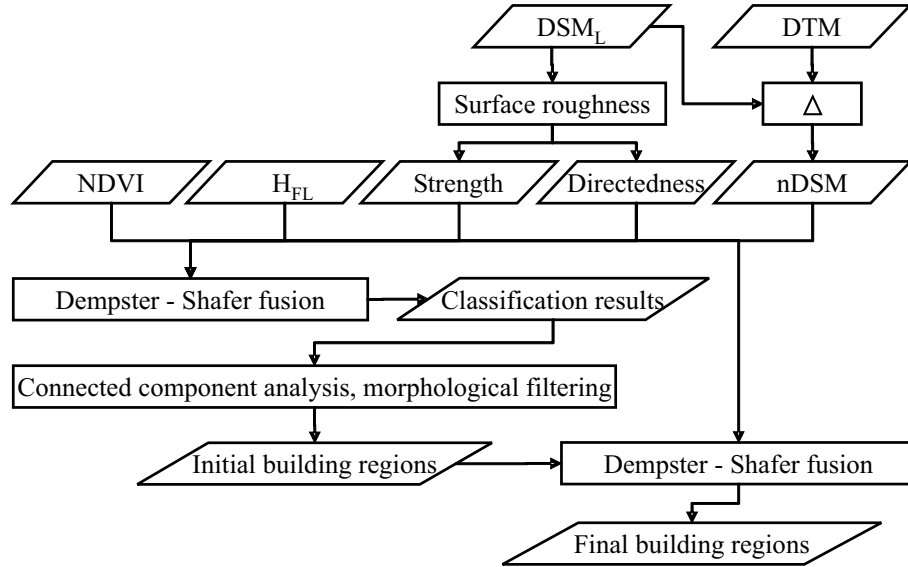 DSM_L
DTM
Surface roughness
Δ
NDVI
H_FL
Strength
Directedness
nDSM
Dempster - Shafer fusion
Classification results
Connected component analysis, morphological filtering
Initial building regions
Dempster - Shafer fusion
Final building regions